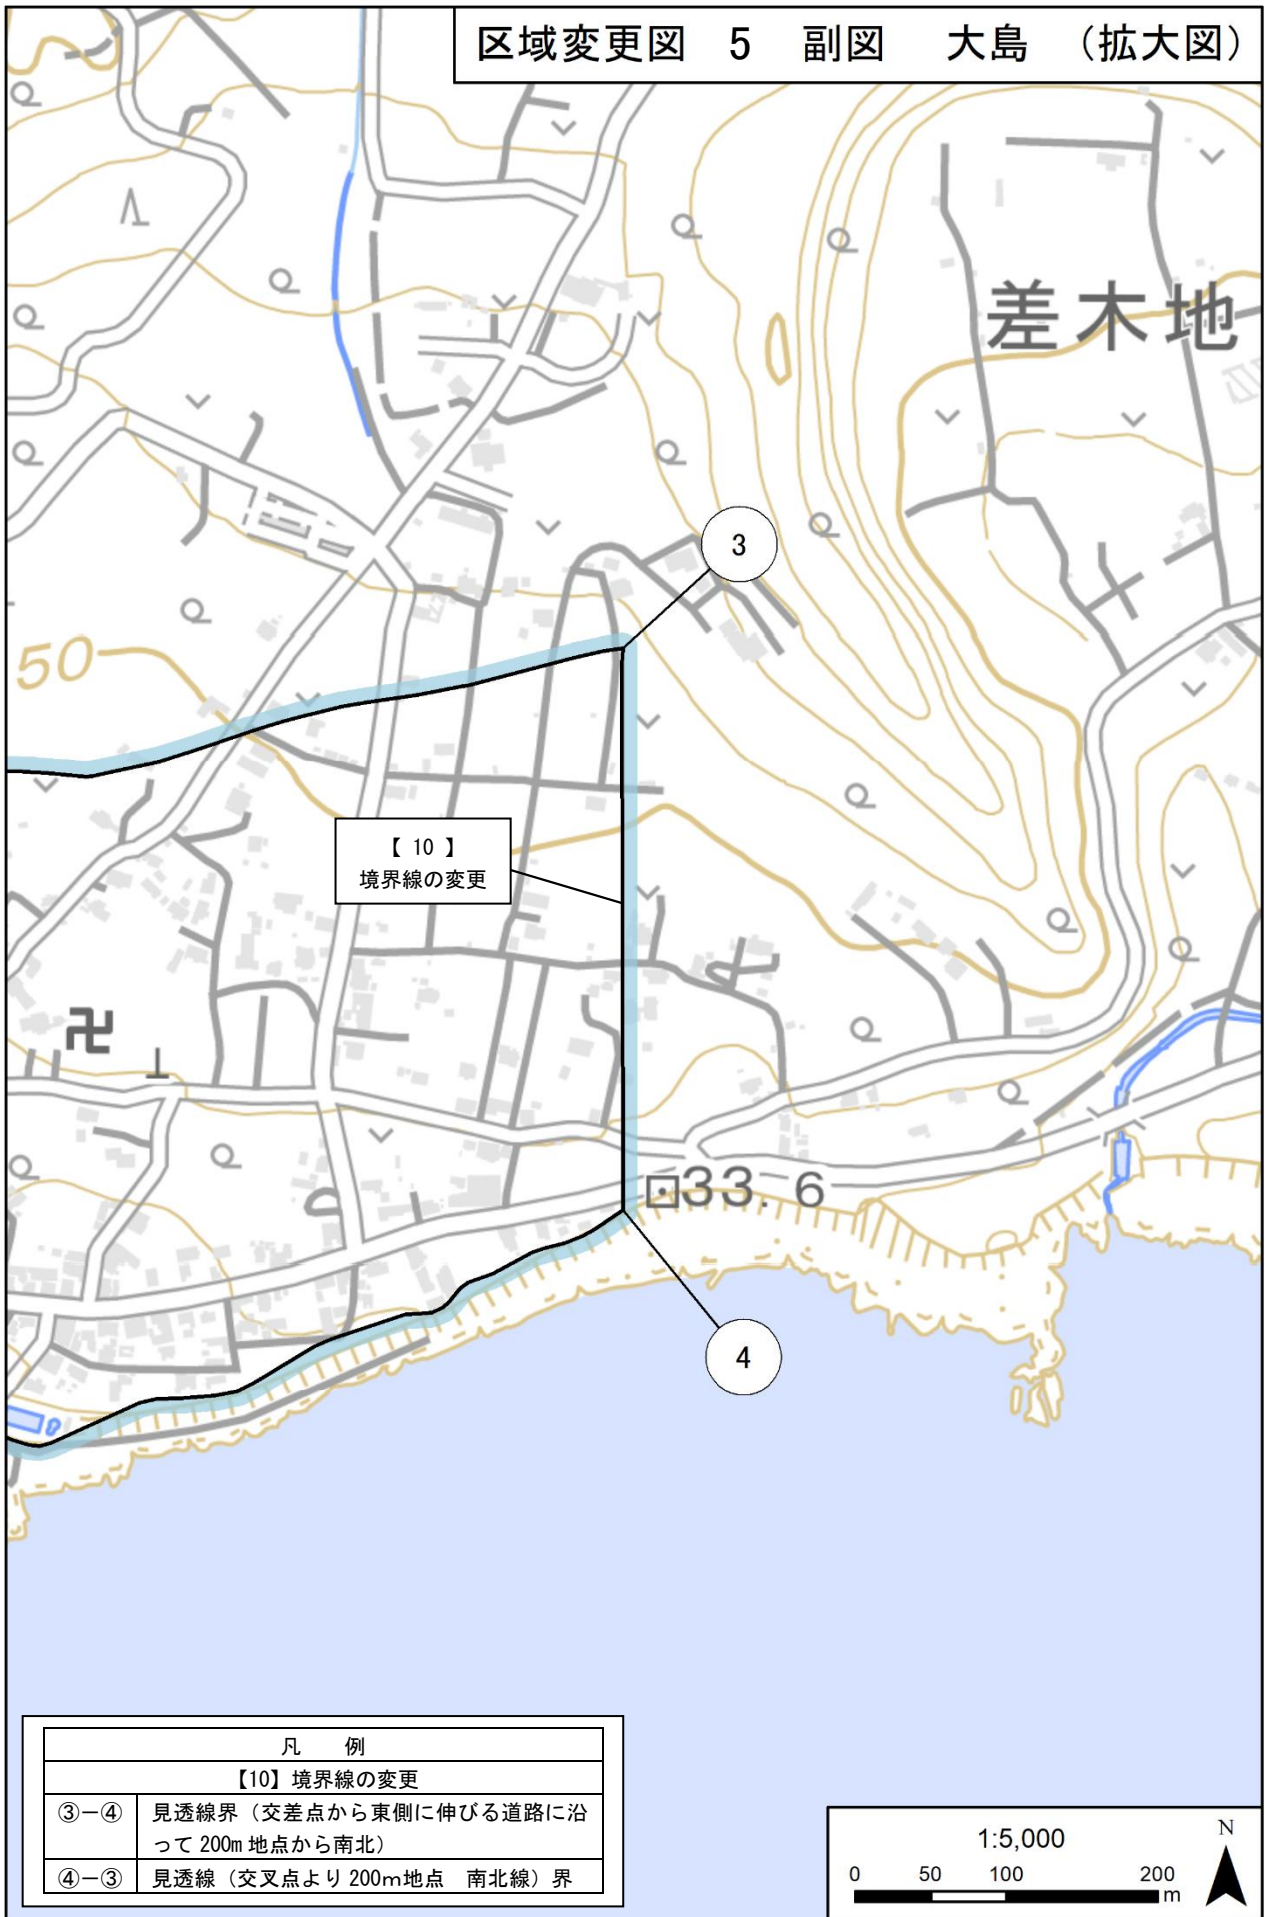 区域変更図 5 副図 大島 （拡大図）
差木地
3
50
【 10 】
境界線の変更
33. 6
4
凡 例
【10】境界線の変更
③－④ 見透線界（交差点から東側に伸びる道路に沿
って 200m 地点から南北）
④－③ 見透線（交叉点より 200m地点 南北線）界
1:5,000
N
0 50 100 200
m